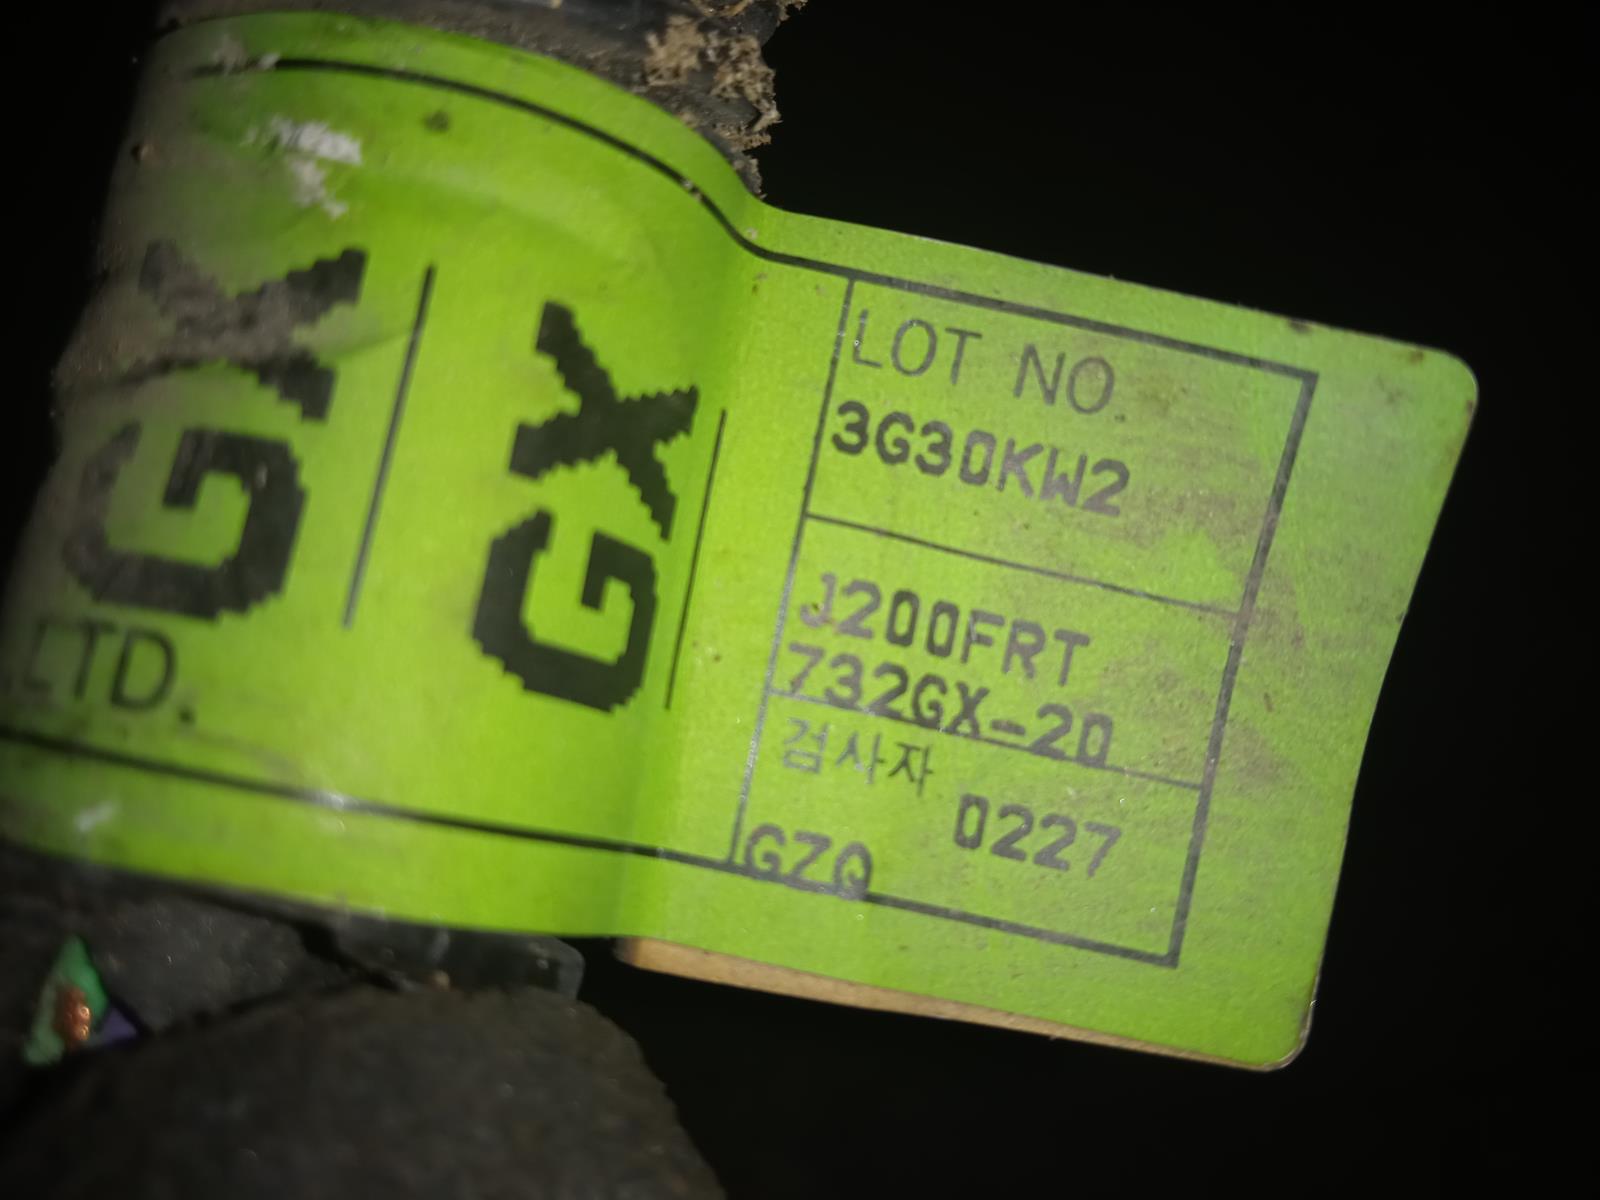 GX
GX
LTD.
LOT NO.
3G30KW2
J200FRT
732GX-20
검사자
0227
GZQ